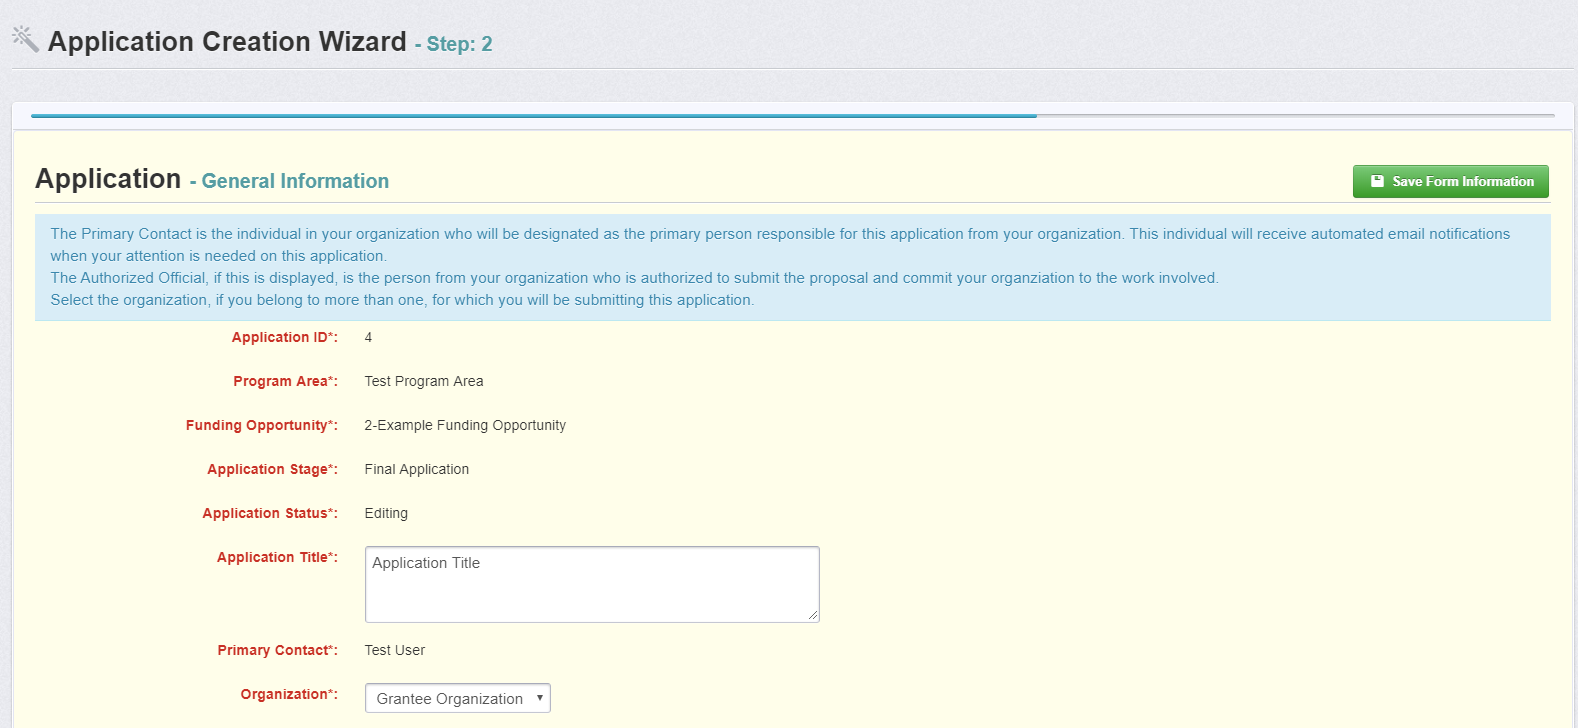 Application Creation Wizard - Step: 2
Application - General Information
Save Form Information
The Primary Contact is the individual in your organization who will be designated as the primary person responsible for this application from your organization. This individual will receive automated email notifications
when your attention is needed on this application.
The Authorized Official, if this is displayed, is the person from your organization who is authorized to submit the proposal and commit your organziation to the work involved.
Select the organization, if you belong to more than one, for which you will be submitting this application.
Application ID*: 4
Program Area*: Test Program Area
Funding Opportunity*: 2-Example Funding Opportunity
Application Stage*: Final Application
Application Status*: Editing
Application Title*: Application Title
Primary Contact*: Test User
Organization*: Grantee Organization